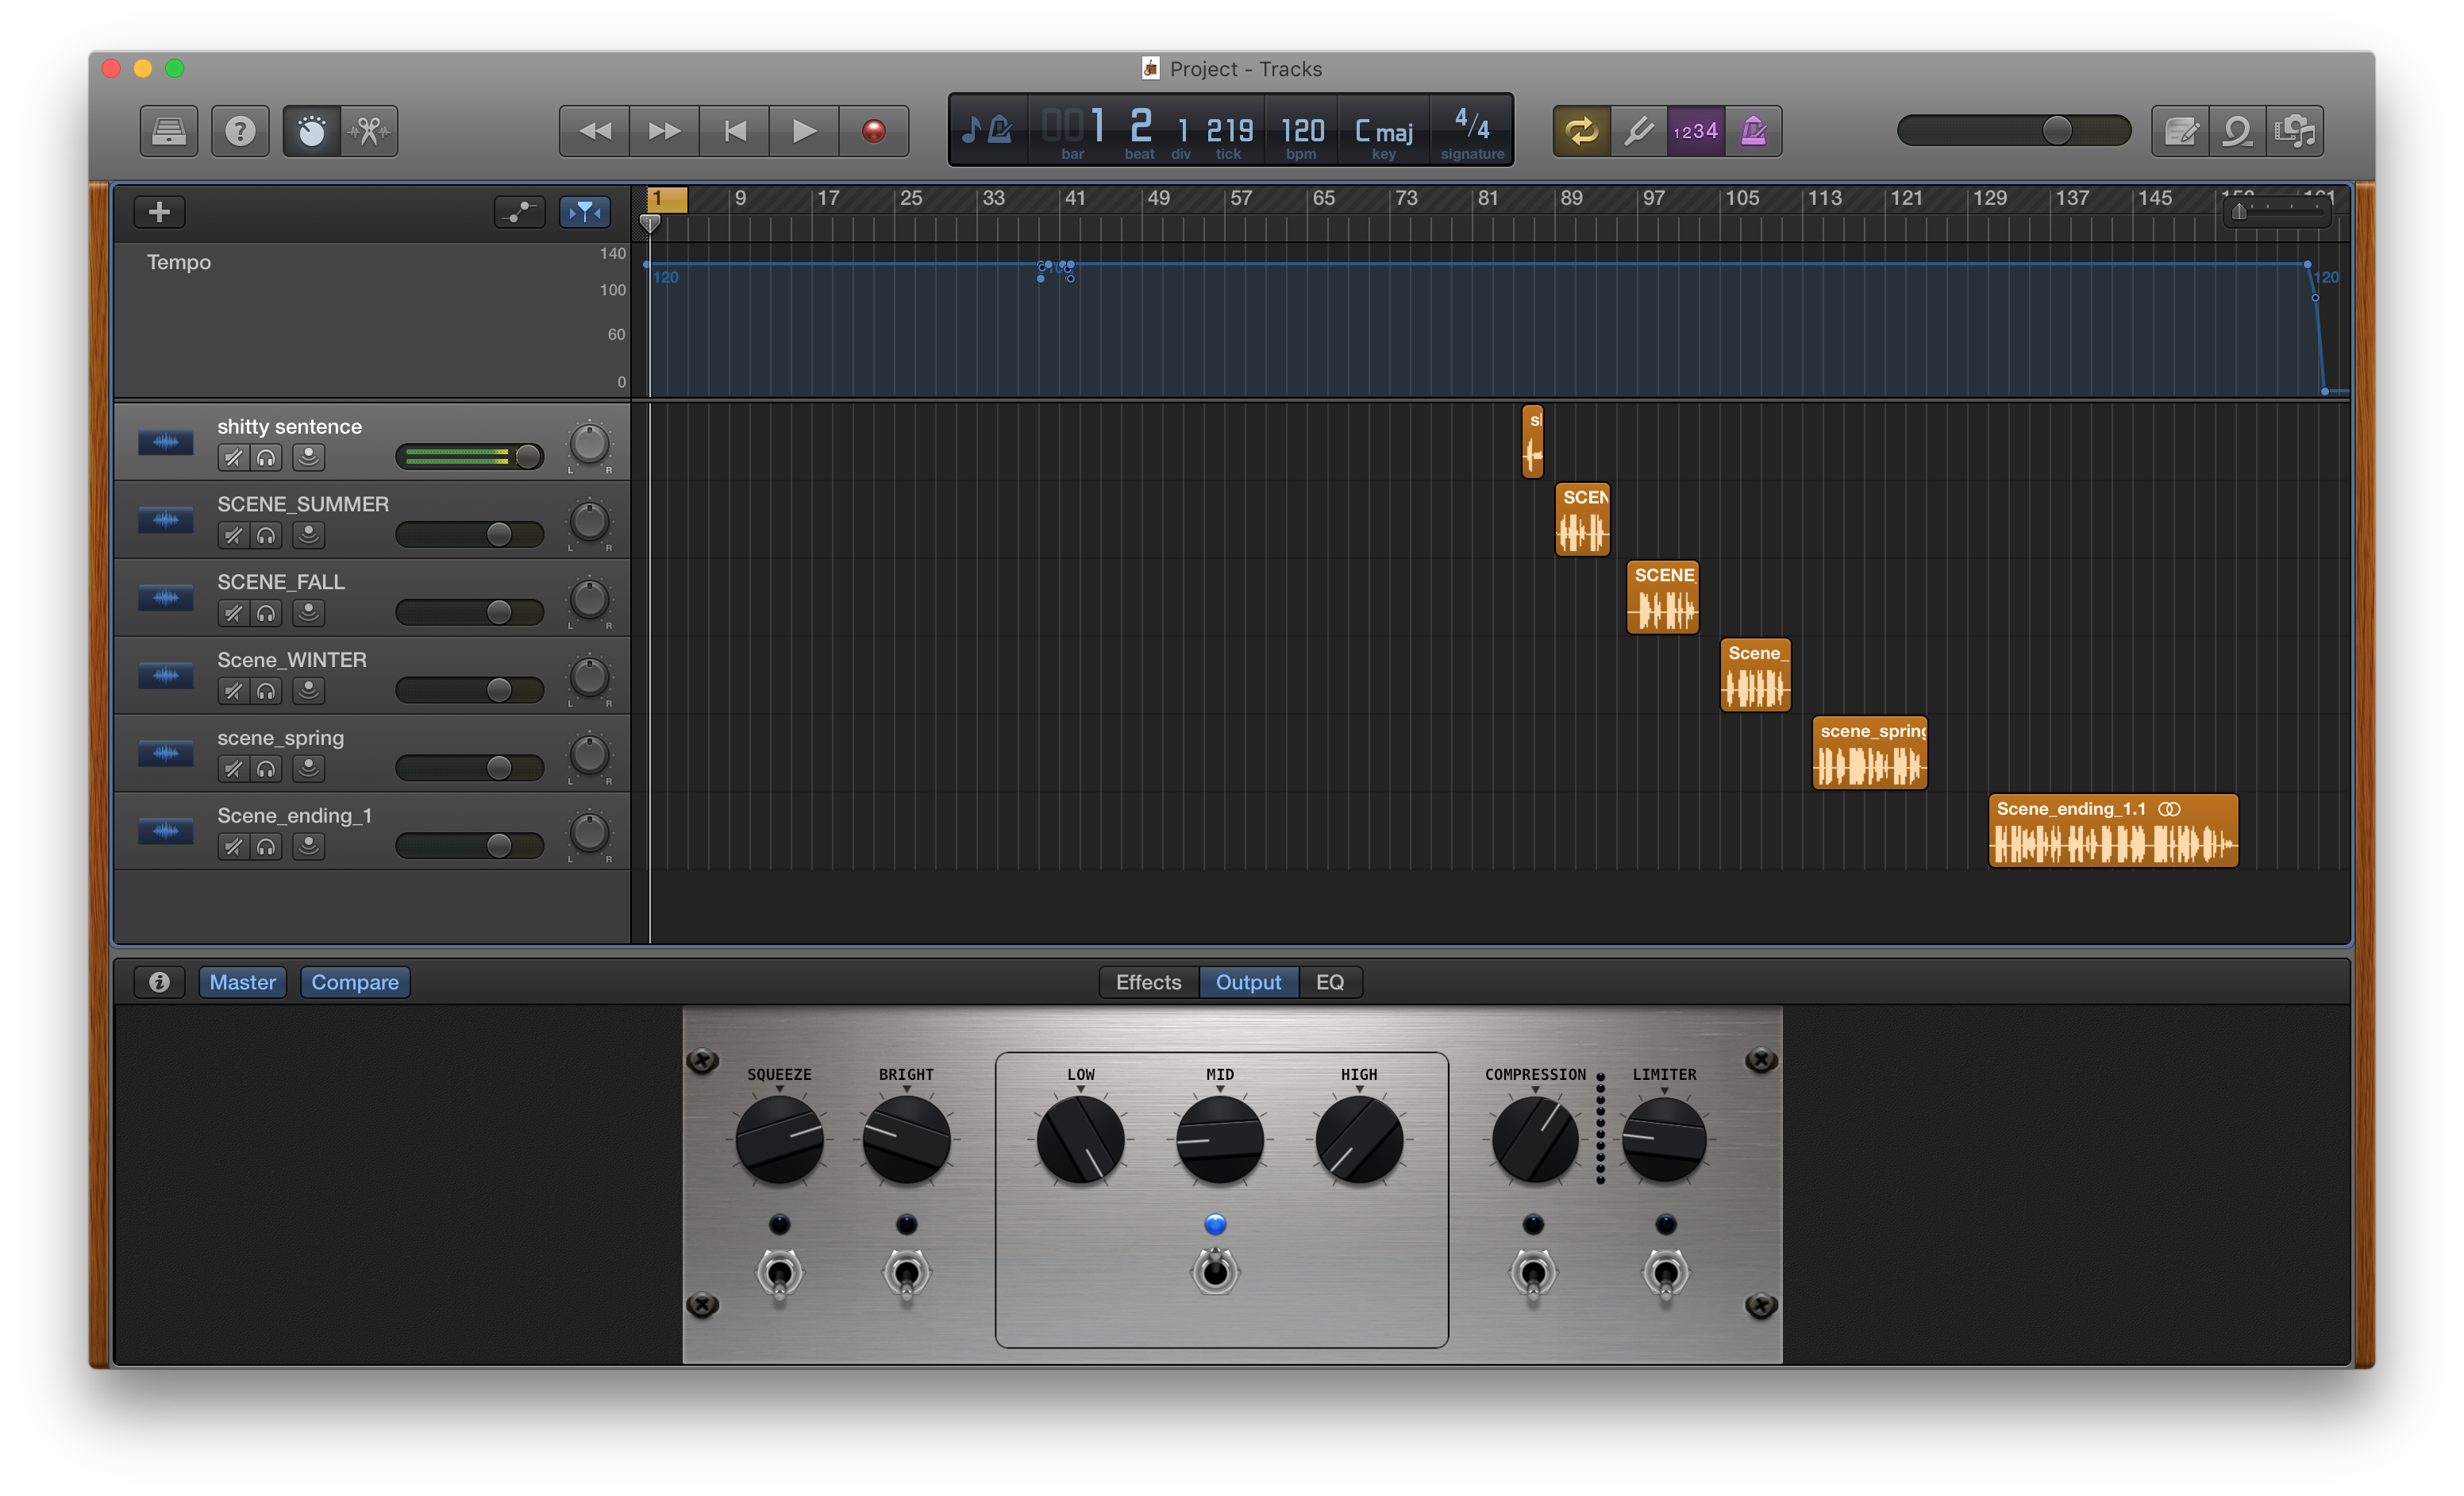 Project - Tracks
001 2 1 219 120 C maj 4/4
bar beat div tick bpm key signature
1234
1 9 17 25 33 41 49 57 65 73 81 89 97 105 113 121 129 137 145
Tempo
140
100
60
0
120
120
shitty sentence
L R
SCENE_SUMMER
L R
SCEN
SCENE_FALL
L R
SCENE_
Scene_WINTER
L R
Scene_
scene_spring
L R
scene_spring
Scene_ending_1
L R
Scene_ending_1.1
Master Compare Effects Output EQ
SQUEEZE BRIGHT LOW MID HIGH COMPRESSION LIMITER